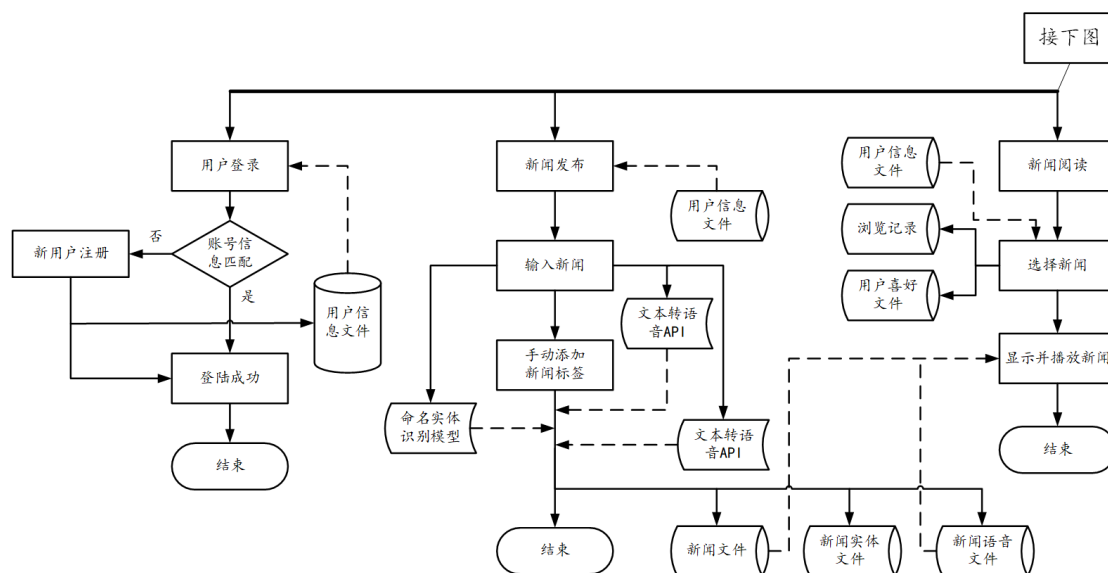 接下图
用户登录
否
新用户注册
账号信
息匹配
是
用户信
息文件
登陆成功
结束
新闻发布
用户信息
文件
输入新闻
文本转语
音API
手动添加
新闻标签
命名实体
识别模型
文本转语
音API
结束
新闻文件
新闻实体
文件
新闻语音
文件
用户信息
文件
新闻阅读
浏览记录
选择新闻
用户喜好
文件
显示并播放新闻
结束